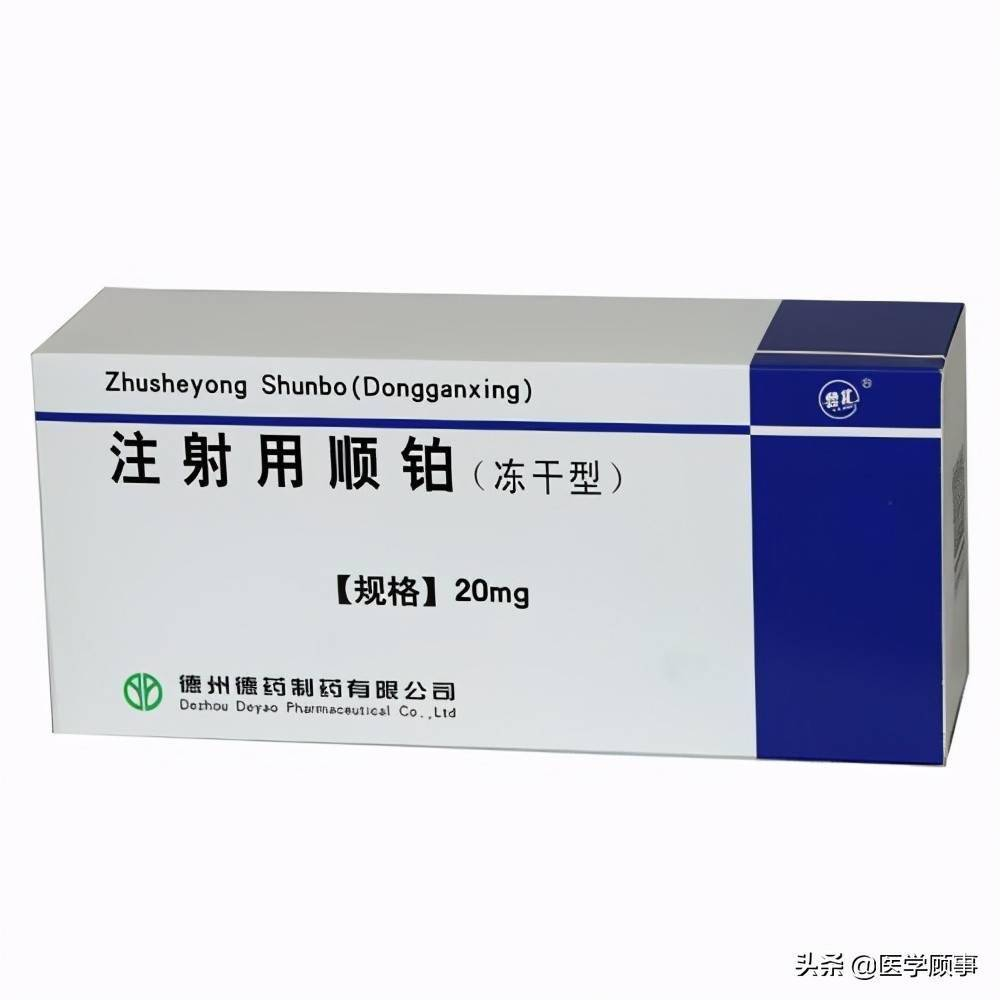 Zhusheyong Shunbo(Dongganxing)
注射用顺铂（冻干型）
【规格】20mg
德州德药制药有限公司
Dezhou Deyao Pharmaceutical Co.,Ltd
®
头条 @医学顾事